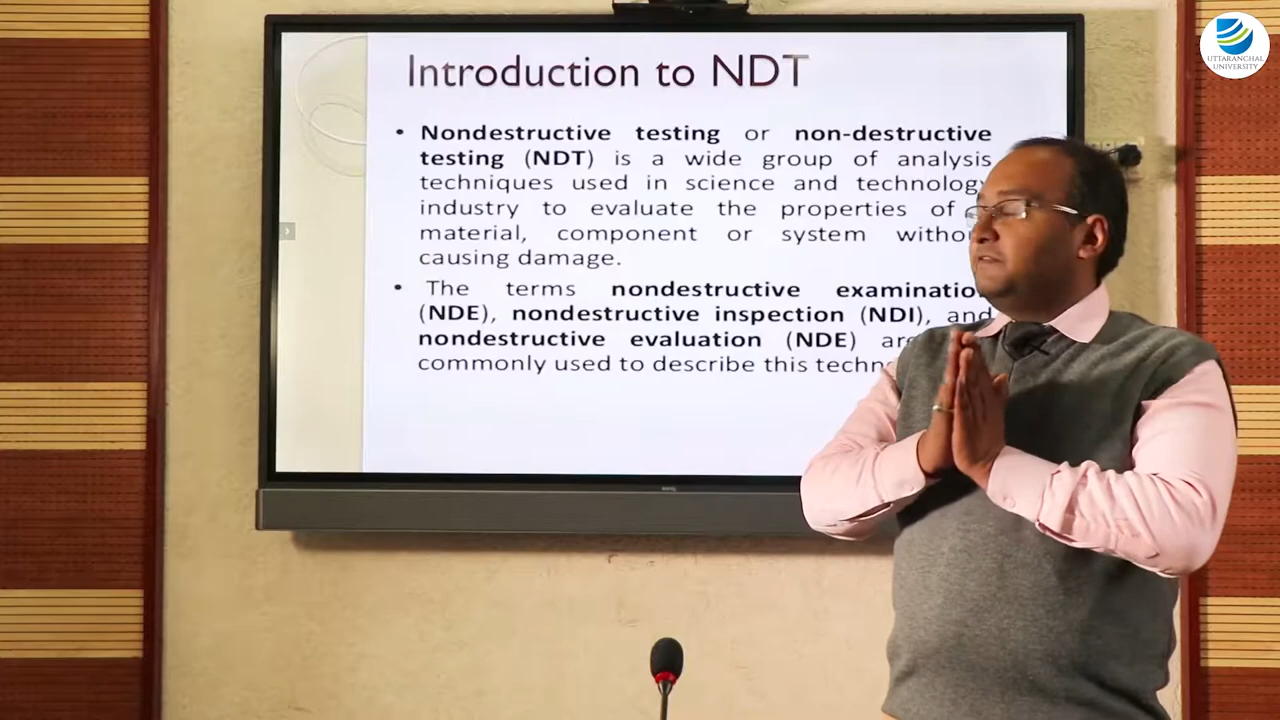 UTTARANCHAL
UNIVERSITY
Introduction to NDT
• Nondestructive testing or non-destructive
testing (NDT) is a wide group of analysis
techniques used in science and technology
industry to evaluate the properties of
material, component or system
causing damage.
• The terms nondestructive
(NDE), nondestructive inspection (NDI), and
nondestructive evaluation (NDE)
commonly used to describe this